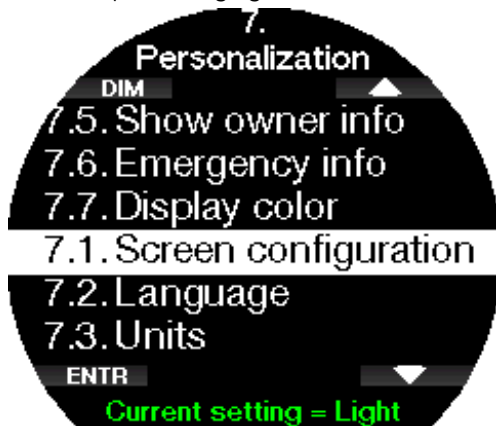 7.
Personalization
DIM
7.5. Show owner info
7.6. Emergency info
7.7. Display color
7.1. Screen configuration
7.2. Language
7.3. Units
ENTR
Current setting = Light